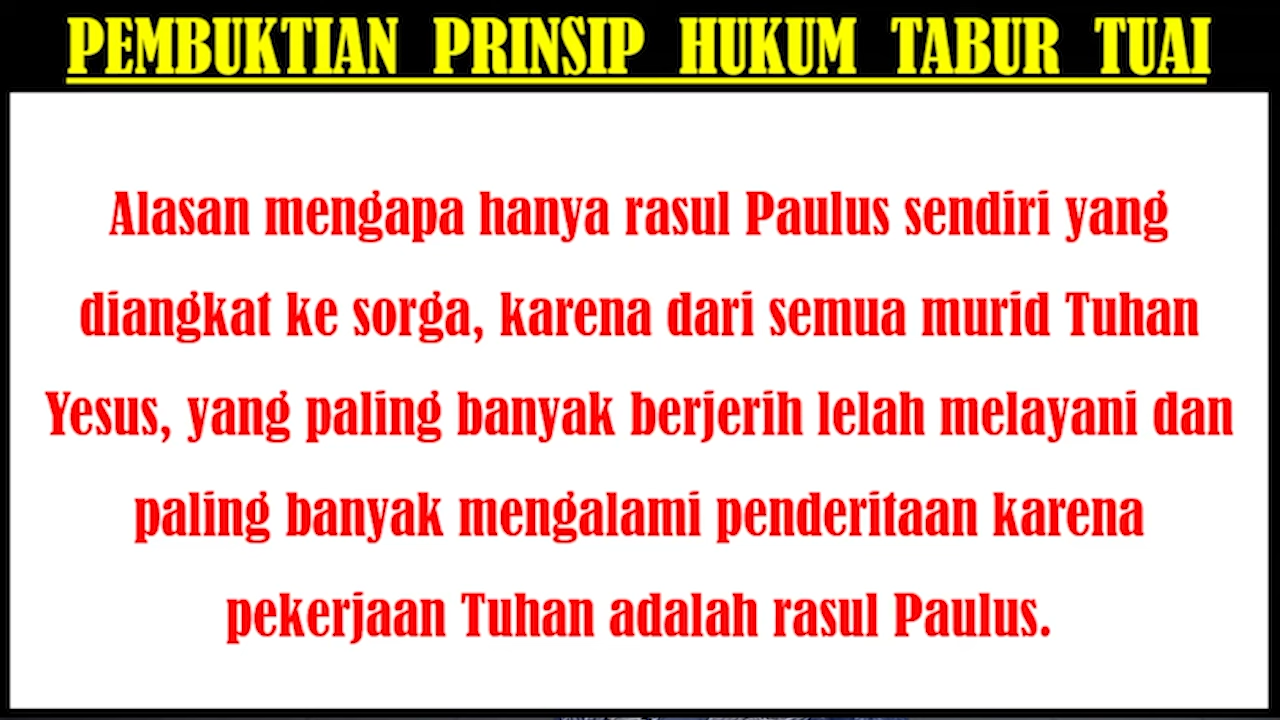 PEMBUKTIAN PRINSIP HUKUM TABUR TUAI
Alasan mengapa hanya rasul Paulus sendiri yang
diangkat ke sorga, karena dari semua murid Tuhan
Yesus, yang paling banyak berjerih lelah melayani dan
paling banyak mengalami penderitaan karena
pekerjaan Tuhan adalah rasul Paulus.